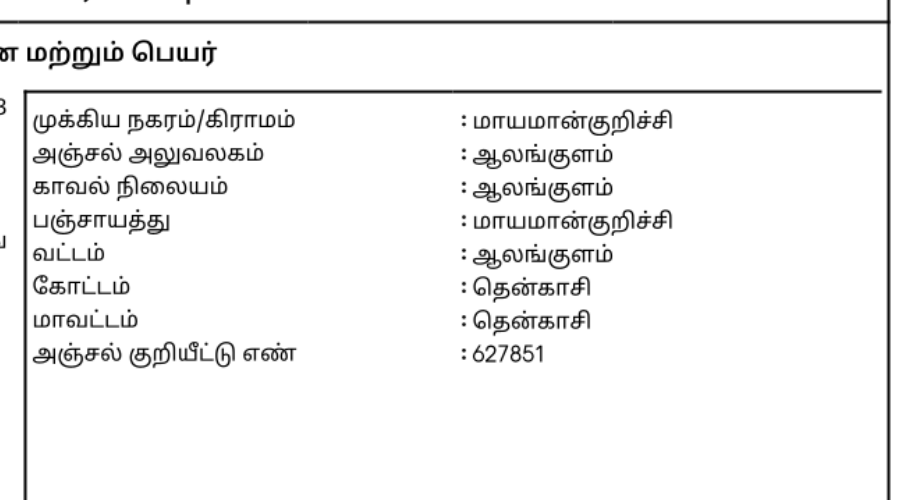 மற்றும் பெயர்
முக்கிய நகரம்/கிராமம் : மாயமான்குறிச்சி
அஞ்சல் அலுவலகம் : ஆலங்குளம்
காவல் நிலையம் : ஆலங்குளம்
பஞ்சாயத்து : மாயமான்குறிச்சி
வட்டம் : ஆலங்குளம்
கோட்டம் : தென்காசி
மாவட்டம் : தென்காசி
அஞ்சல் குறியீட்டு எண் : 627851